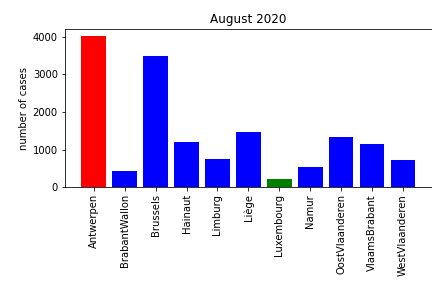 August 2020
number of cases
4000
3000
2000
1000
0
Antwerpen
BrabantWallon
Brussels
Hainaut
Limburg
Liège
Luxembourg
Namur
OostVlaanderen
VlaamsBrabant
WestVlaanderen